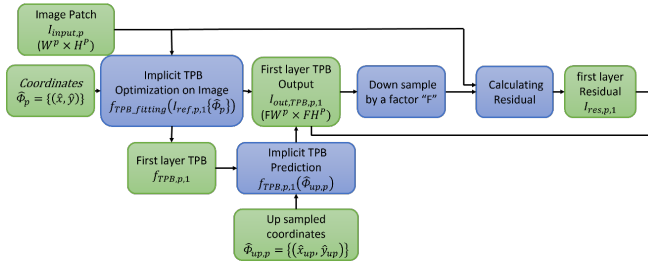 Image Patch
I_{input,p}
(W^p × H^p)
Coordinates
Φ̂_p = {(x̂, ŷ)}
Implicit TPB
Optimization on Image
f_{TPB_fitting}(I_{ref,p,1}{Φ̂_p})
First layer TPB
Output
I_{out,TPB,p,1}
(FW^p × FH^p)
Down sample
by a factor "F"
Calculating
Residual
first layer
Residual
I_{res,p,1}
First layer TPB
f_{TPB,p,1}
Implicit TPB
Prediction
f_{TPB,p,1}(Φ̂_{up,p})
Up sampled
coordinates
Φ̂_{up,p} = {(x̂_{up}, ŷ_{up})}